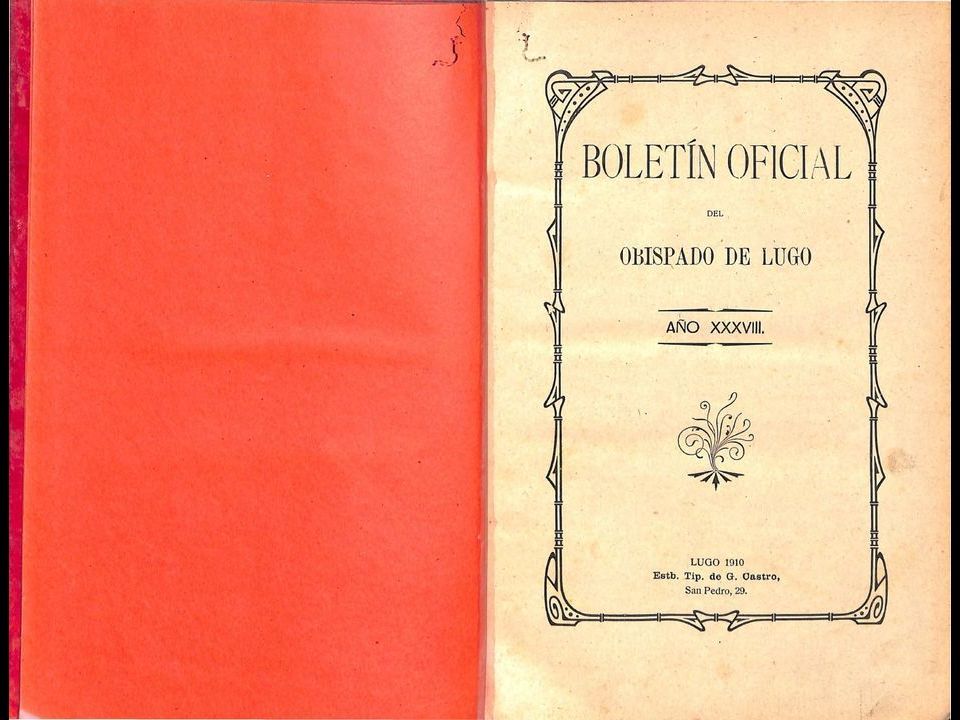 BOLETÍN OFICIAL
DEL
OBISPADO DE LUGO
AÑO XXXVIII.
LUGO 1910
Estb. Tip. de G. Castro,
San Pedro, 29.